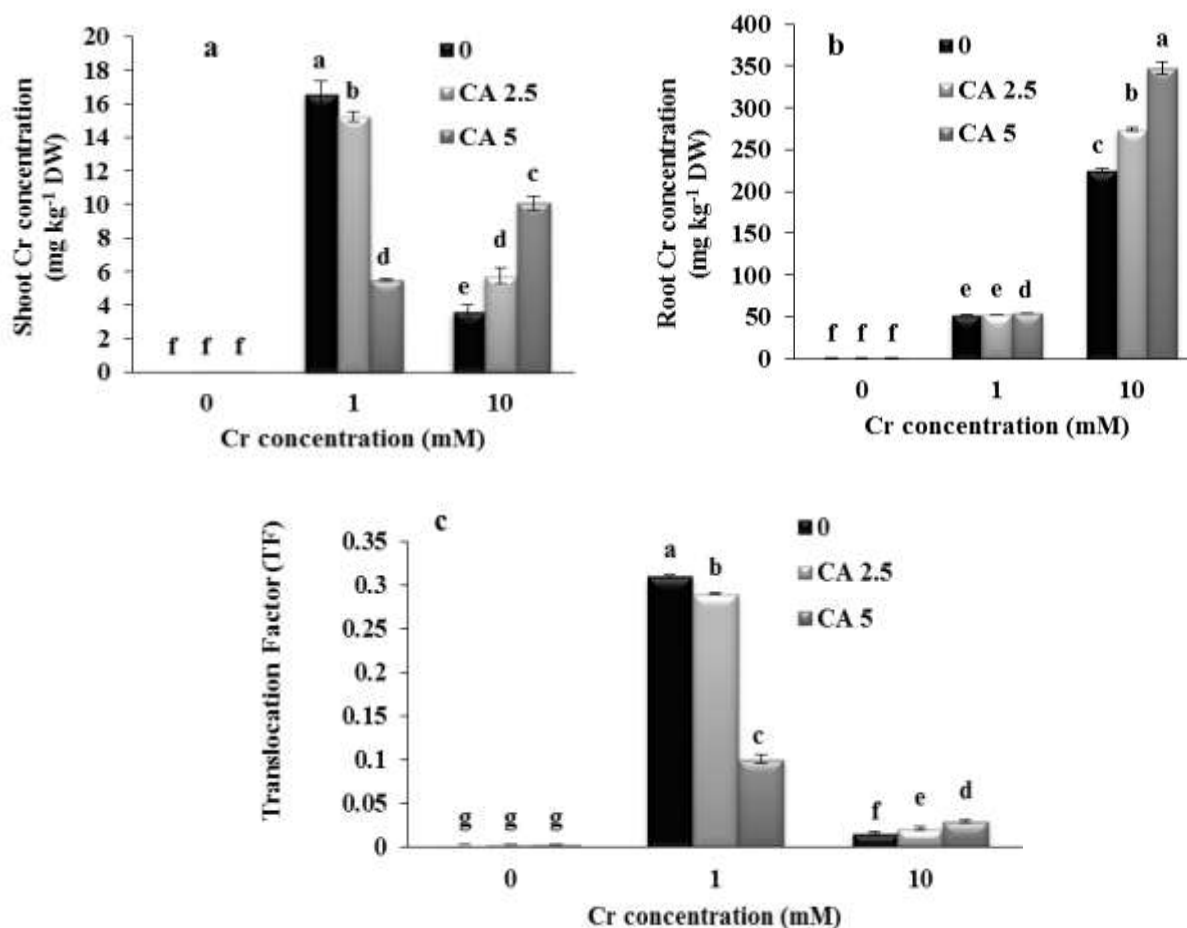 a
Shoot Cr concentration
(mg kg⁻¹ DW)
20
18
16
14
12
10
8
6
4
2
0
0
CA 2.5
CA 5
f f f
a
b
d
e
d
c
0 1 10
Cr concentration (mM)
b
Root Cr concentration
(mg kg⁻¹ DW)
400
350
300
250
200
150
100
50
0
0
CA 2.5
CA 5
f f f
e e d
c
b
a
0 1 10
Cr concentration (mM)
c
Translocation Factor (TF)
0.35
0.3
0.25
0.2
0.15
0.1
0.05
0
0
CA 2.5
CA 5
g g g
a
b
c
f e d
0 1 10
Cr concentration (mM)